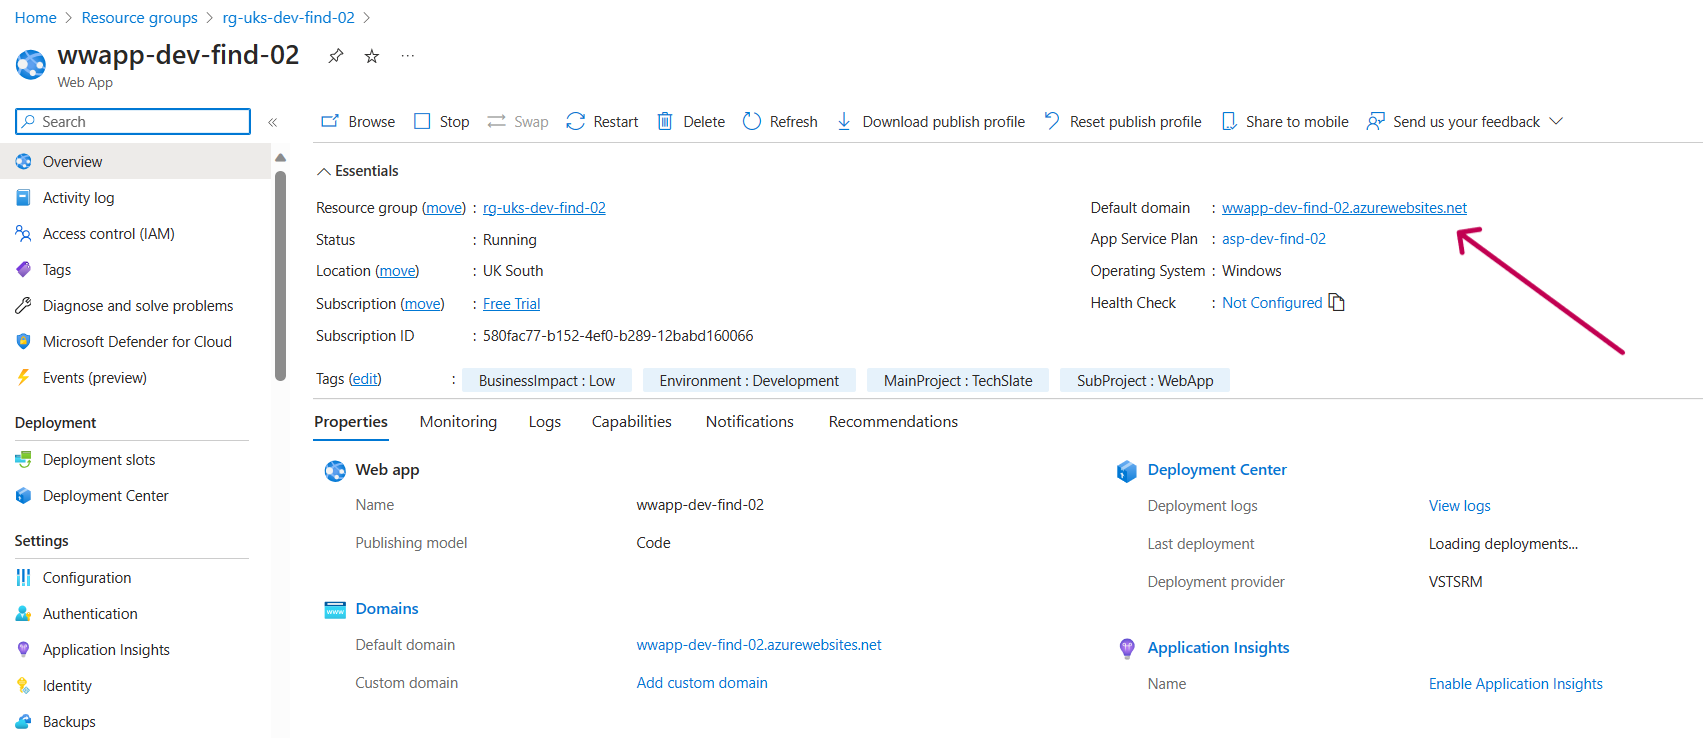 Home > Resource groups > rg-uks-dev-find-02 >
wwapp-dev-find-02
Web App
Search
Browse Stop Swap Restart Delete Refresh Download publish profile Reset publish profile Share to mobile Send us your feedback
Overview
Activity log
Access control (IAM)
Tags
Diagnose and solve problems
Microsoft Defender for Cloud
Events (preview)
Deployment
Deployment slots
Deployment Center
Settings
Configuration
Authentication
Application Insights
Identity
Backups
Essentials
Resource group (move) : rg-uks-dev-find-02
Status : Running
Location (move) : UK South
Subscription (move) : Free Trial
Subscription ID : 580fac77-b152-4ef0-b289-12babd160066
Default domain : wwapp-dev-find-02.azurewebsites.net
App Service Plan : asp-dev-find-02
Operating System : Windows
Health Check : Not Configured
Tags (edit) : BusinessImpact : Low Environment : Development MainProject : TechSlate SubProject : WebApp
Properties Monitoring Logs Capabilities Notifications Recommendations
Web app
Name wwapp-dev-find-02
Publishing model Code
Domains
www
Default domain wwapp-dev-find-02.azurewebsites.net
Custom domain Add custom domain
Deployment Center
Deployment logs View logs
Last deployment Loading deployments...
Deployment provider VSTSRM
Application Insights
Name Enable Application Insights